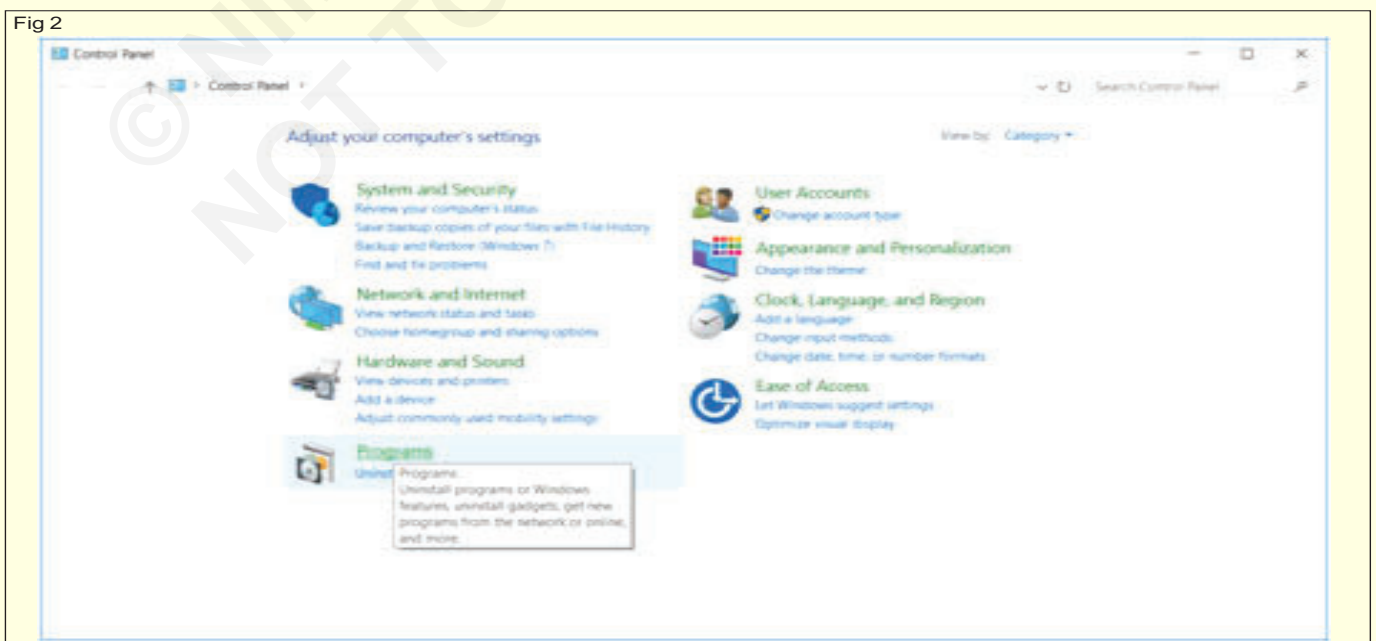 Fig 2
Control Panel
Control Panel
Search Control Panel
Adjust your computer's settings
View by: Category
System and Security
Review your computer's status
Save backup copies of your files with File History
Backup and Restore (Windows 7)
Find and fix problems
Network and Internet
View network status and tasks
Choose homegroup and sharing options
Hardware and Sound
View devices and printers
Add a device
Adjust commonly used mobility settings
Programs
Programs
Uninstall programs or Windows
features, uninstall gadgets, get new
programs from the network or online,
and more.
User Accounts
Change account type
Appearance and Personalization
Change the theme
Clock, Language, and Region
Add a language
Change input methods
Change date, time, or number formats
Ease of Access
Let Windows suggest settings
Optimize visual display
©
NOT